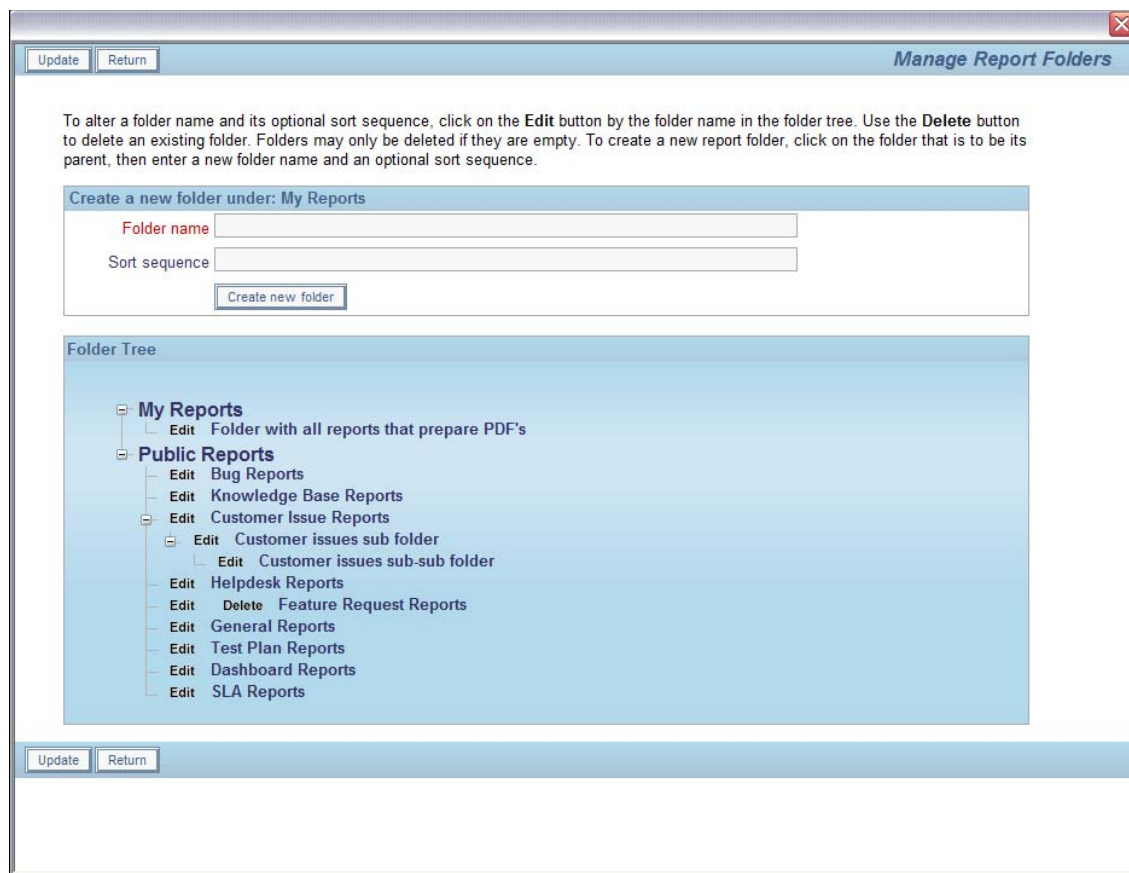 Update Return Manage Report Folders
To alter a folder name and its optional sort sequence, click on the Edit button by the folder name in the folder tree. Use the Delete button
to delete an existing folder. Folders may only be deleted if they are empty. To create a new report folder, click on the folder that is to be its
parent, then enter a new folder name and an optional sort sequence.
Create a new folder under: My Reports
Folder name
Sort sequence
Create new folder
Folder Tree
My Reports
Edit Folder with all reports that prepare PDF's
Public Reports
Edit Bug Reports
Edit Knowledge Base Reports
Edit Customer Issue Reports
Edit Customer issues sub folder
Edit Customer issues sub-sub folder
Edit Helpdesk Reports
Edit Delete Feature Request Reports
Edit General Reports
Edit Test Plan Reports
Edit Dashboard Reports
Edit SLA Reports
Update Return